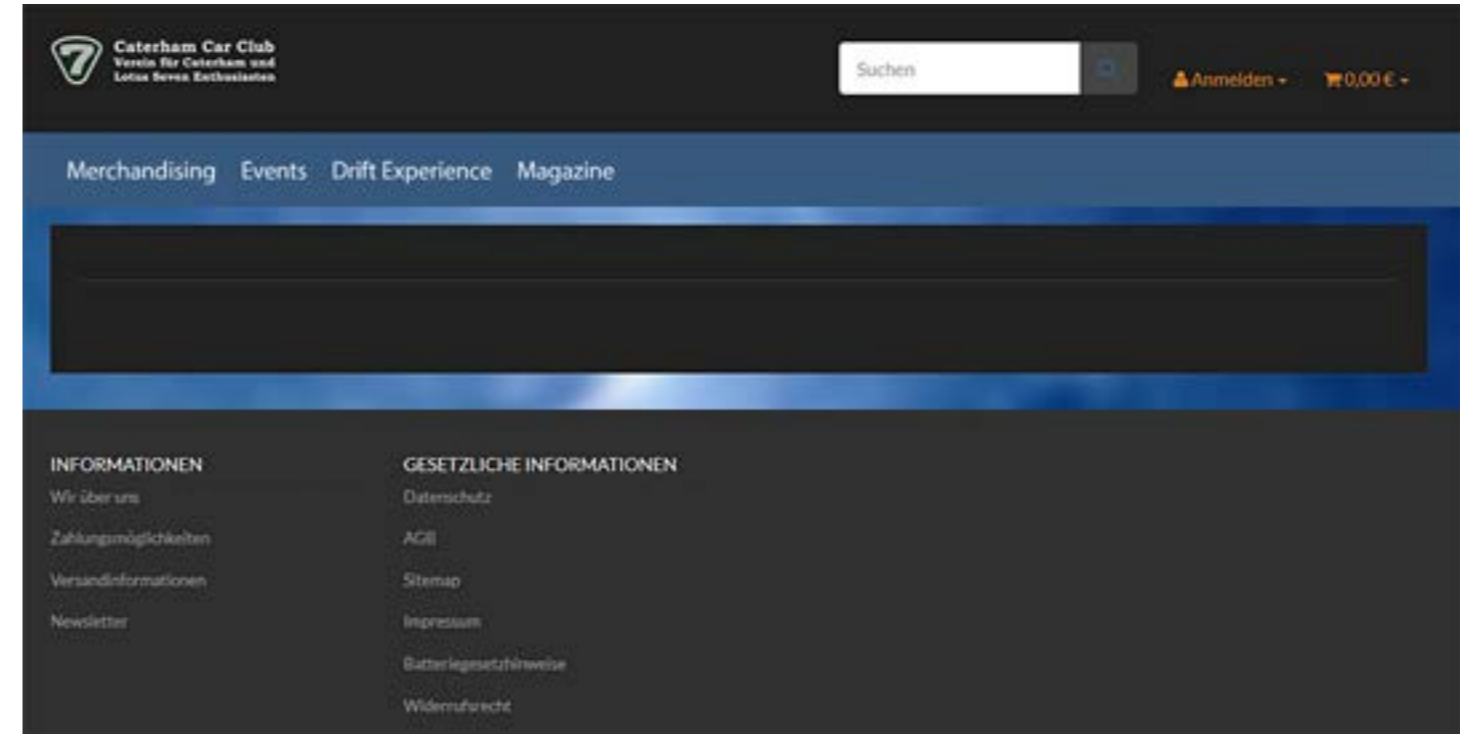 7
Caterham Car Club
Verein für Caterham und
Lotus Seven Enthusiasten
Suchen
Anmelden
0,00 €
Merchandising Events Drift Experience Magazine
INFORMATIONEN
Wir über uns
Zahlungsmöglichkeiten
Versandinformationen
Newsletter
GESETZLICHE INFORMATIONEN
Datenschutz
AGB
Sitemap
Impressum
Batteriegesetzhinweise
Widerrufsrecht